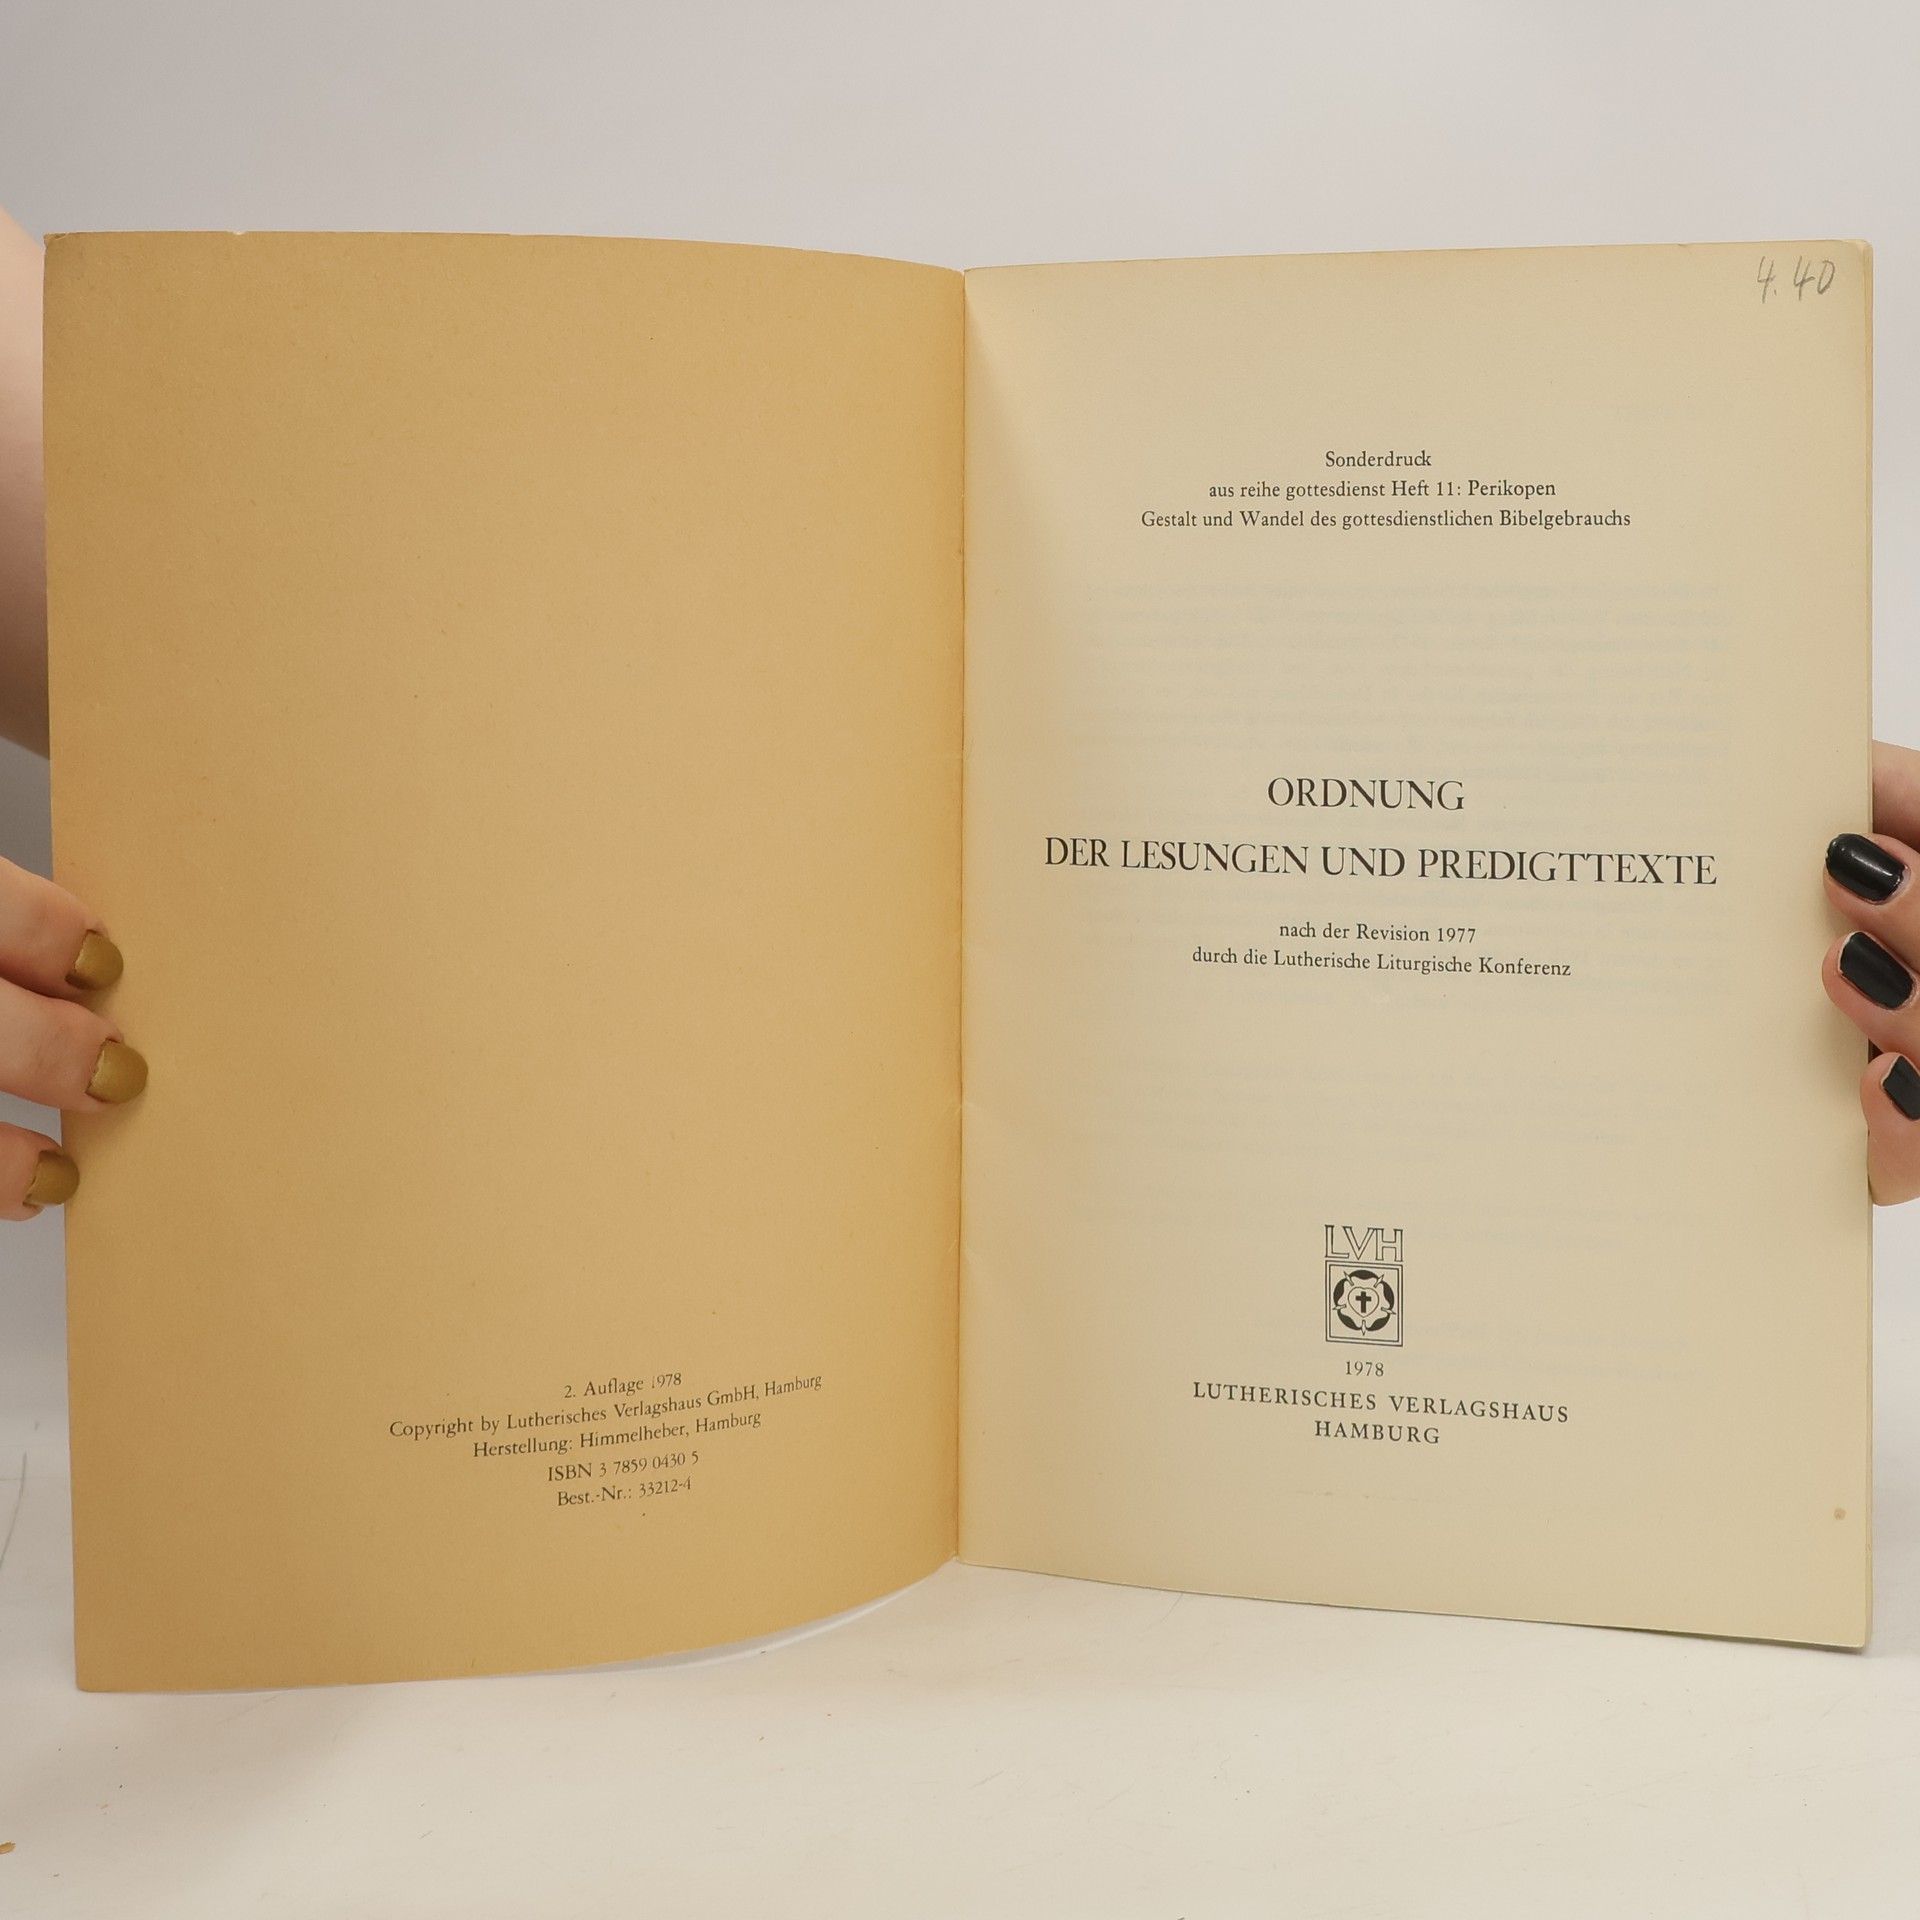 2. Auflage 1978
Copyright by Lutherisches Verlagshaus GmbH, Hamburg
Herstellung: Himmelheber, Hamburg
ISBN 3 7859 0430 5
Best.-Nr.: 33212-4
4.40
Sonderdruck
aus reihe gottesdienst Heft 11: Perikopen
Gestalt und Wandel des gottesdienstlichen Bibelgebrauchs
ORDNUNG
DER LESUNGEN UND PREDIGTTEXTE
nach der Revision 1977
durch die Lutherische Liturgische Konferenz
LVH
1978
LUTHERISCHES VERLAGSHAUS
HAMBURG